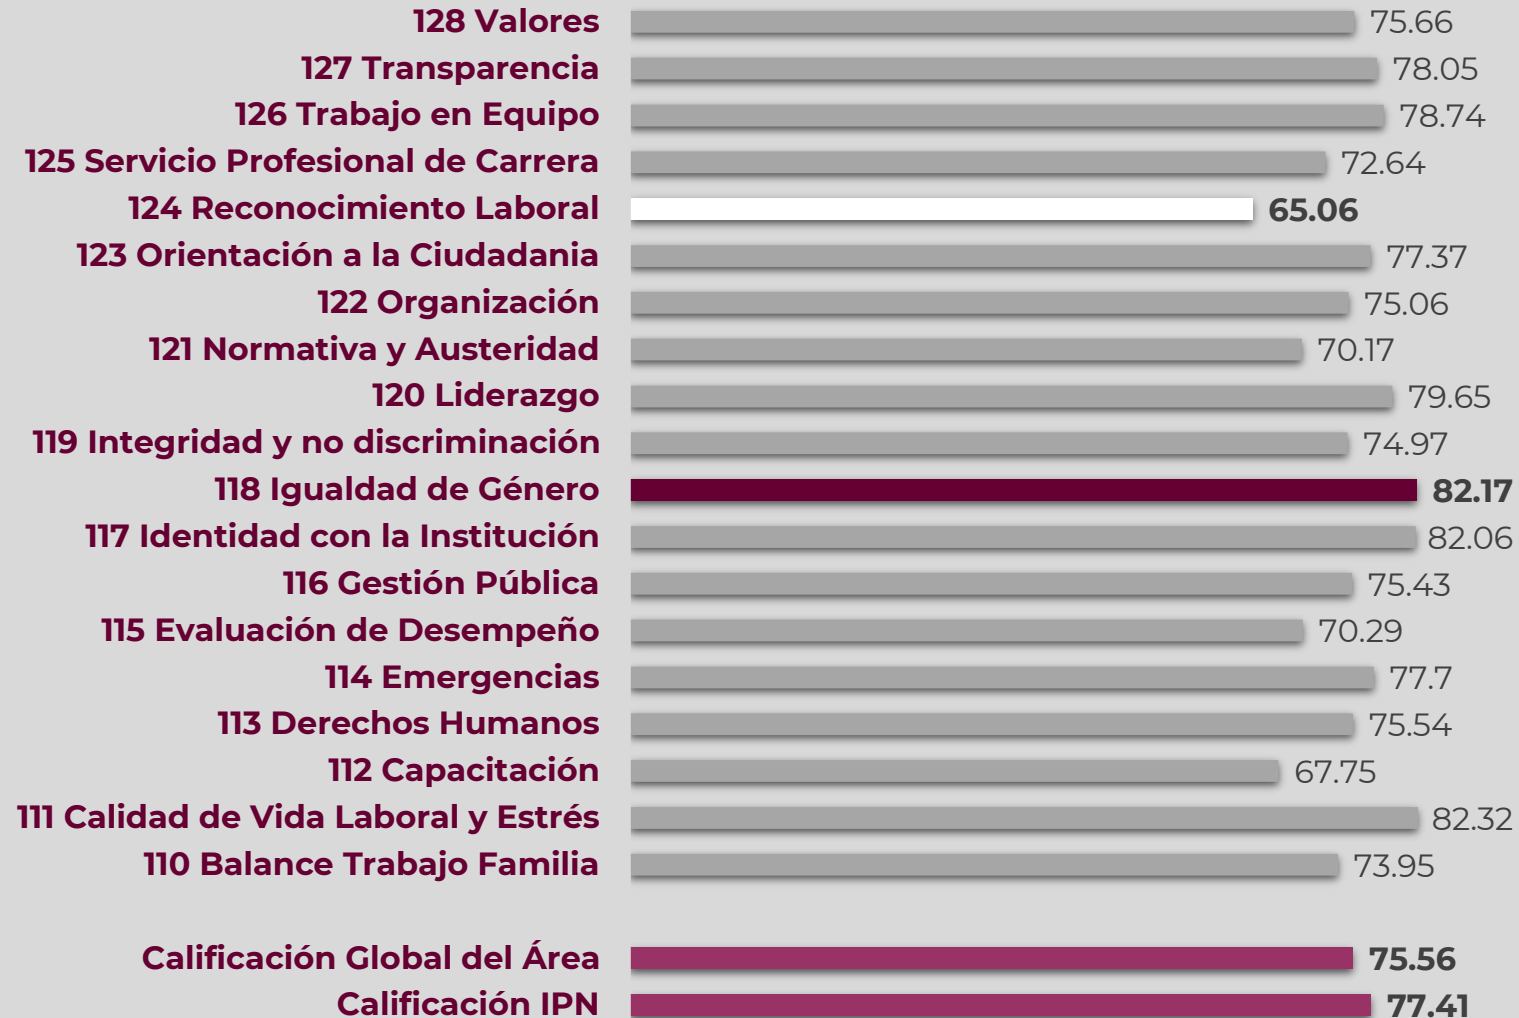 128 Valores 75.66
127 Transparencia 78.05
126 Trabajo en Equipo 78.74
125 Servicio Profesional de Carrera 72.64
124 Reconocimiento Laboral 65.06
123 Orientación a la Ciudadania 77.37
122 Organización 75.06
121 Normativa y Austeridad 70.17
120 Liderazgo 79.65
119 Integridad y no discriminación 74.97
118 Igualdad de Género 82.17
117 Identidad con la Institución 82.06
116 Gestión Pública 75.43
115 Evaluación de Desempeño 70.29
114 Emergencias 77.7
113 Derechos Humanos 75.54
112 Capacitación 67.75
111 Calidad de Vida Laboral y Estrés 82.32
110 Balance Trabajo Familia 73.95
Calificación Global del Área 75.56
Calificación IPN 77.41